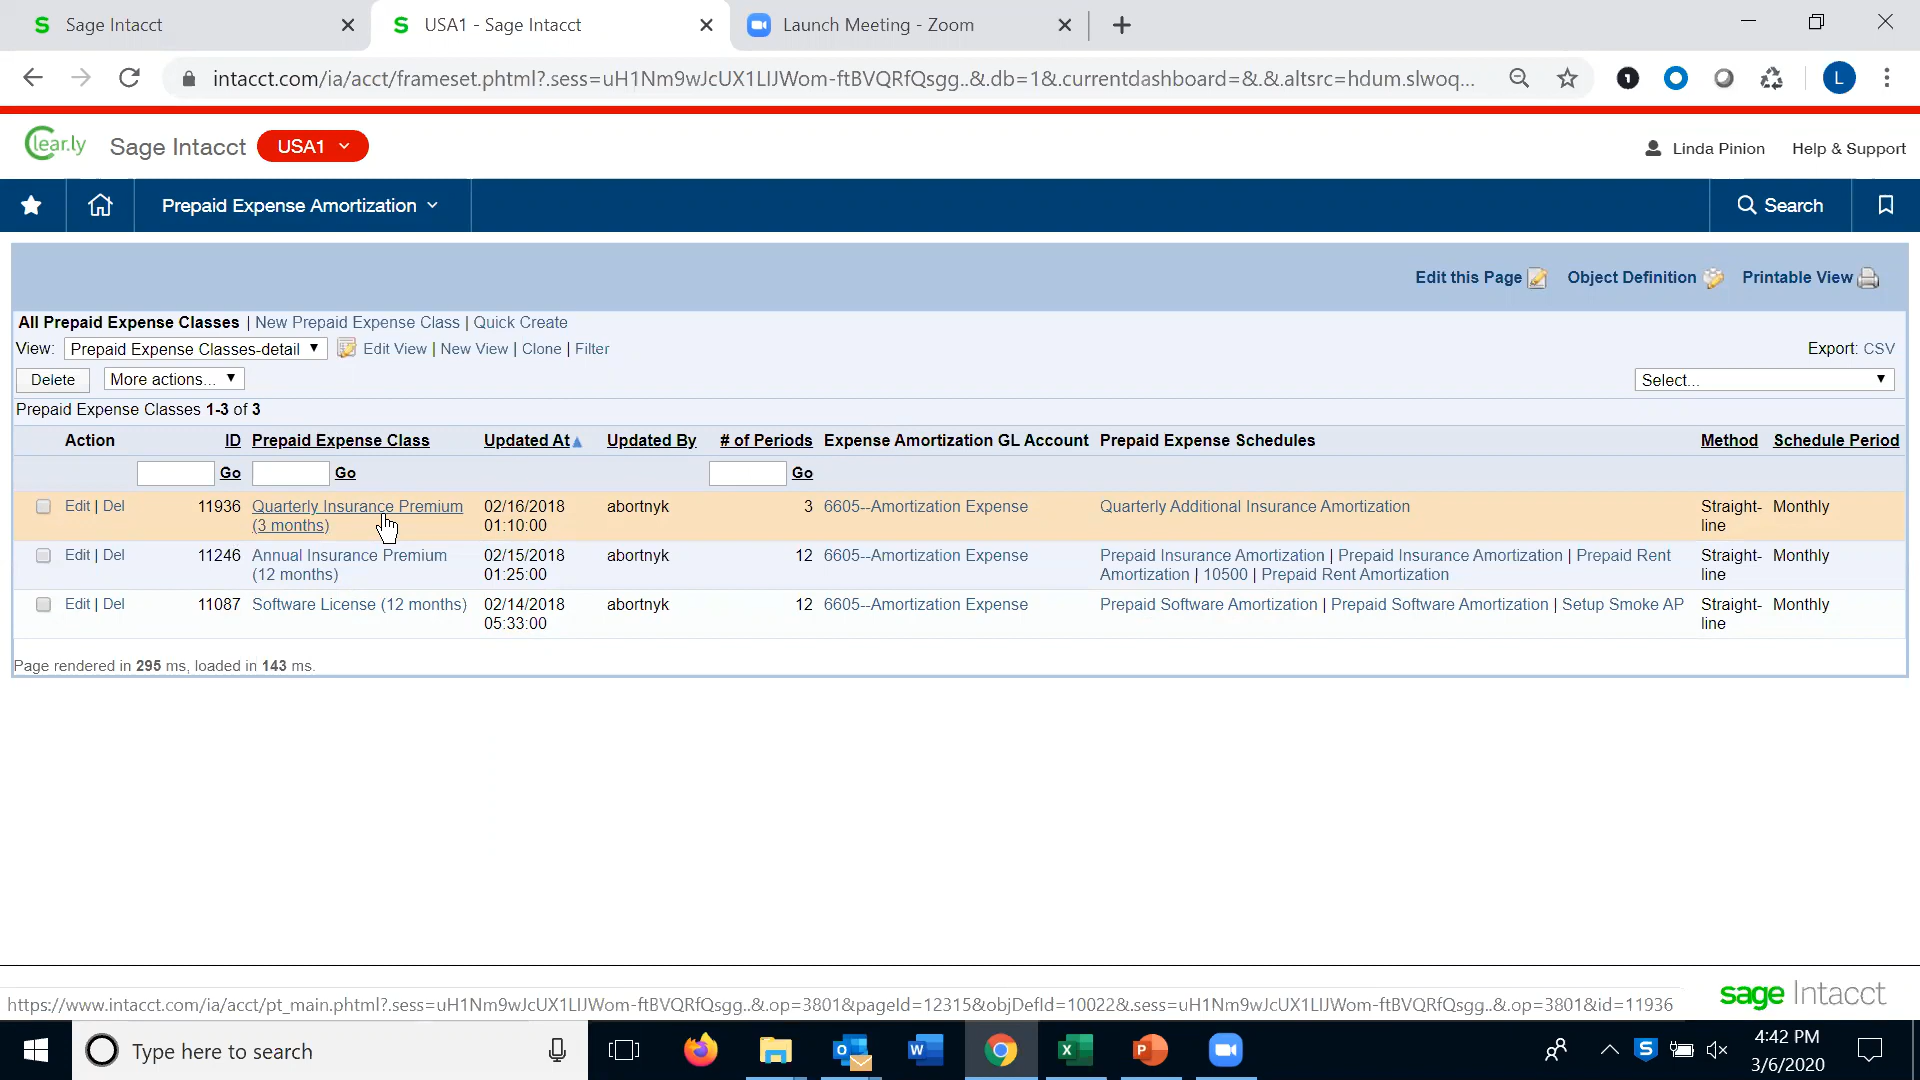 Sage Intacct
USA1 - Sage Intacct
Launch Meeting - Zoom
intacct.com/ia/acct/frameset.phtml?.sess=uH1Nm9wJcUX1LIJWom-ftBVQRfQsgg..&.db=1&.currentdashboard=&.&.altsrc=hdum.slwoq...
L
Clear.ly
Sage Intacct
USA1
Linda Pinion
Help & Support
Prepaid Expense Amortization
Search
Edit this Page
Object Definition
Printable View
All Prepaid Expense Classes | New Prepaid Expense Class | Quick Create
View: Prepaid Expense Classes-detail Edit View | New View | Clone | Filter
Export: CSV
Delete More actions...
Select...
Prepaid Expense Classes 1-3 of 3
Action ID Prepaid Expense Class Updated At Updated By # of Periods Expense Amortization GL Account Prepaid Expense Schedules Method Schedule Period
Go Go Go
Edit | Del 11936 Quarterly Insurance Premium 02/16/2018 abortnyk 3 6605--Amortization Expense Quarterly Additional Insurance Amortization Straight- Monthly
(3 months) 01:10:00 line
Edit | Del 11246 Annual Insurance Premium 02/15/2018 abortnyk 12 6605--Amortization Expense Prepaid Insurance Amortization | Prepaid Insurance Amortization | Prepaid Rent Straight- Monthly
(12 months) 01:25:00 Amortization | 10500 | Prepaid Rent Amortization line
Edit | Del 11087 Software License (12 months) 02/14/2018 abortnyk 12 6605--Amortization Expense Prepaid Software Amortization | Prepaid Software Amortization | Setup Smoke AP Straight- Monthly
05:33:00 line
Page rendered in 295 ms, loaded in 143 ms.
https://www.intacct.com/ia/acct/pt_main.phtml?.sess=uH1Nm9wJcUX1LIJWom-ftBVQRfQsgg..&.op=3801&pageId=12315&objDefId=10022&.sess=uH1Nm9wJcUX1LIJWom-ftBVQRfQsgg..&.op=3801&id=11936
sage Intacct
Type here to search
4:42 PM
3/6/2020